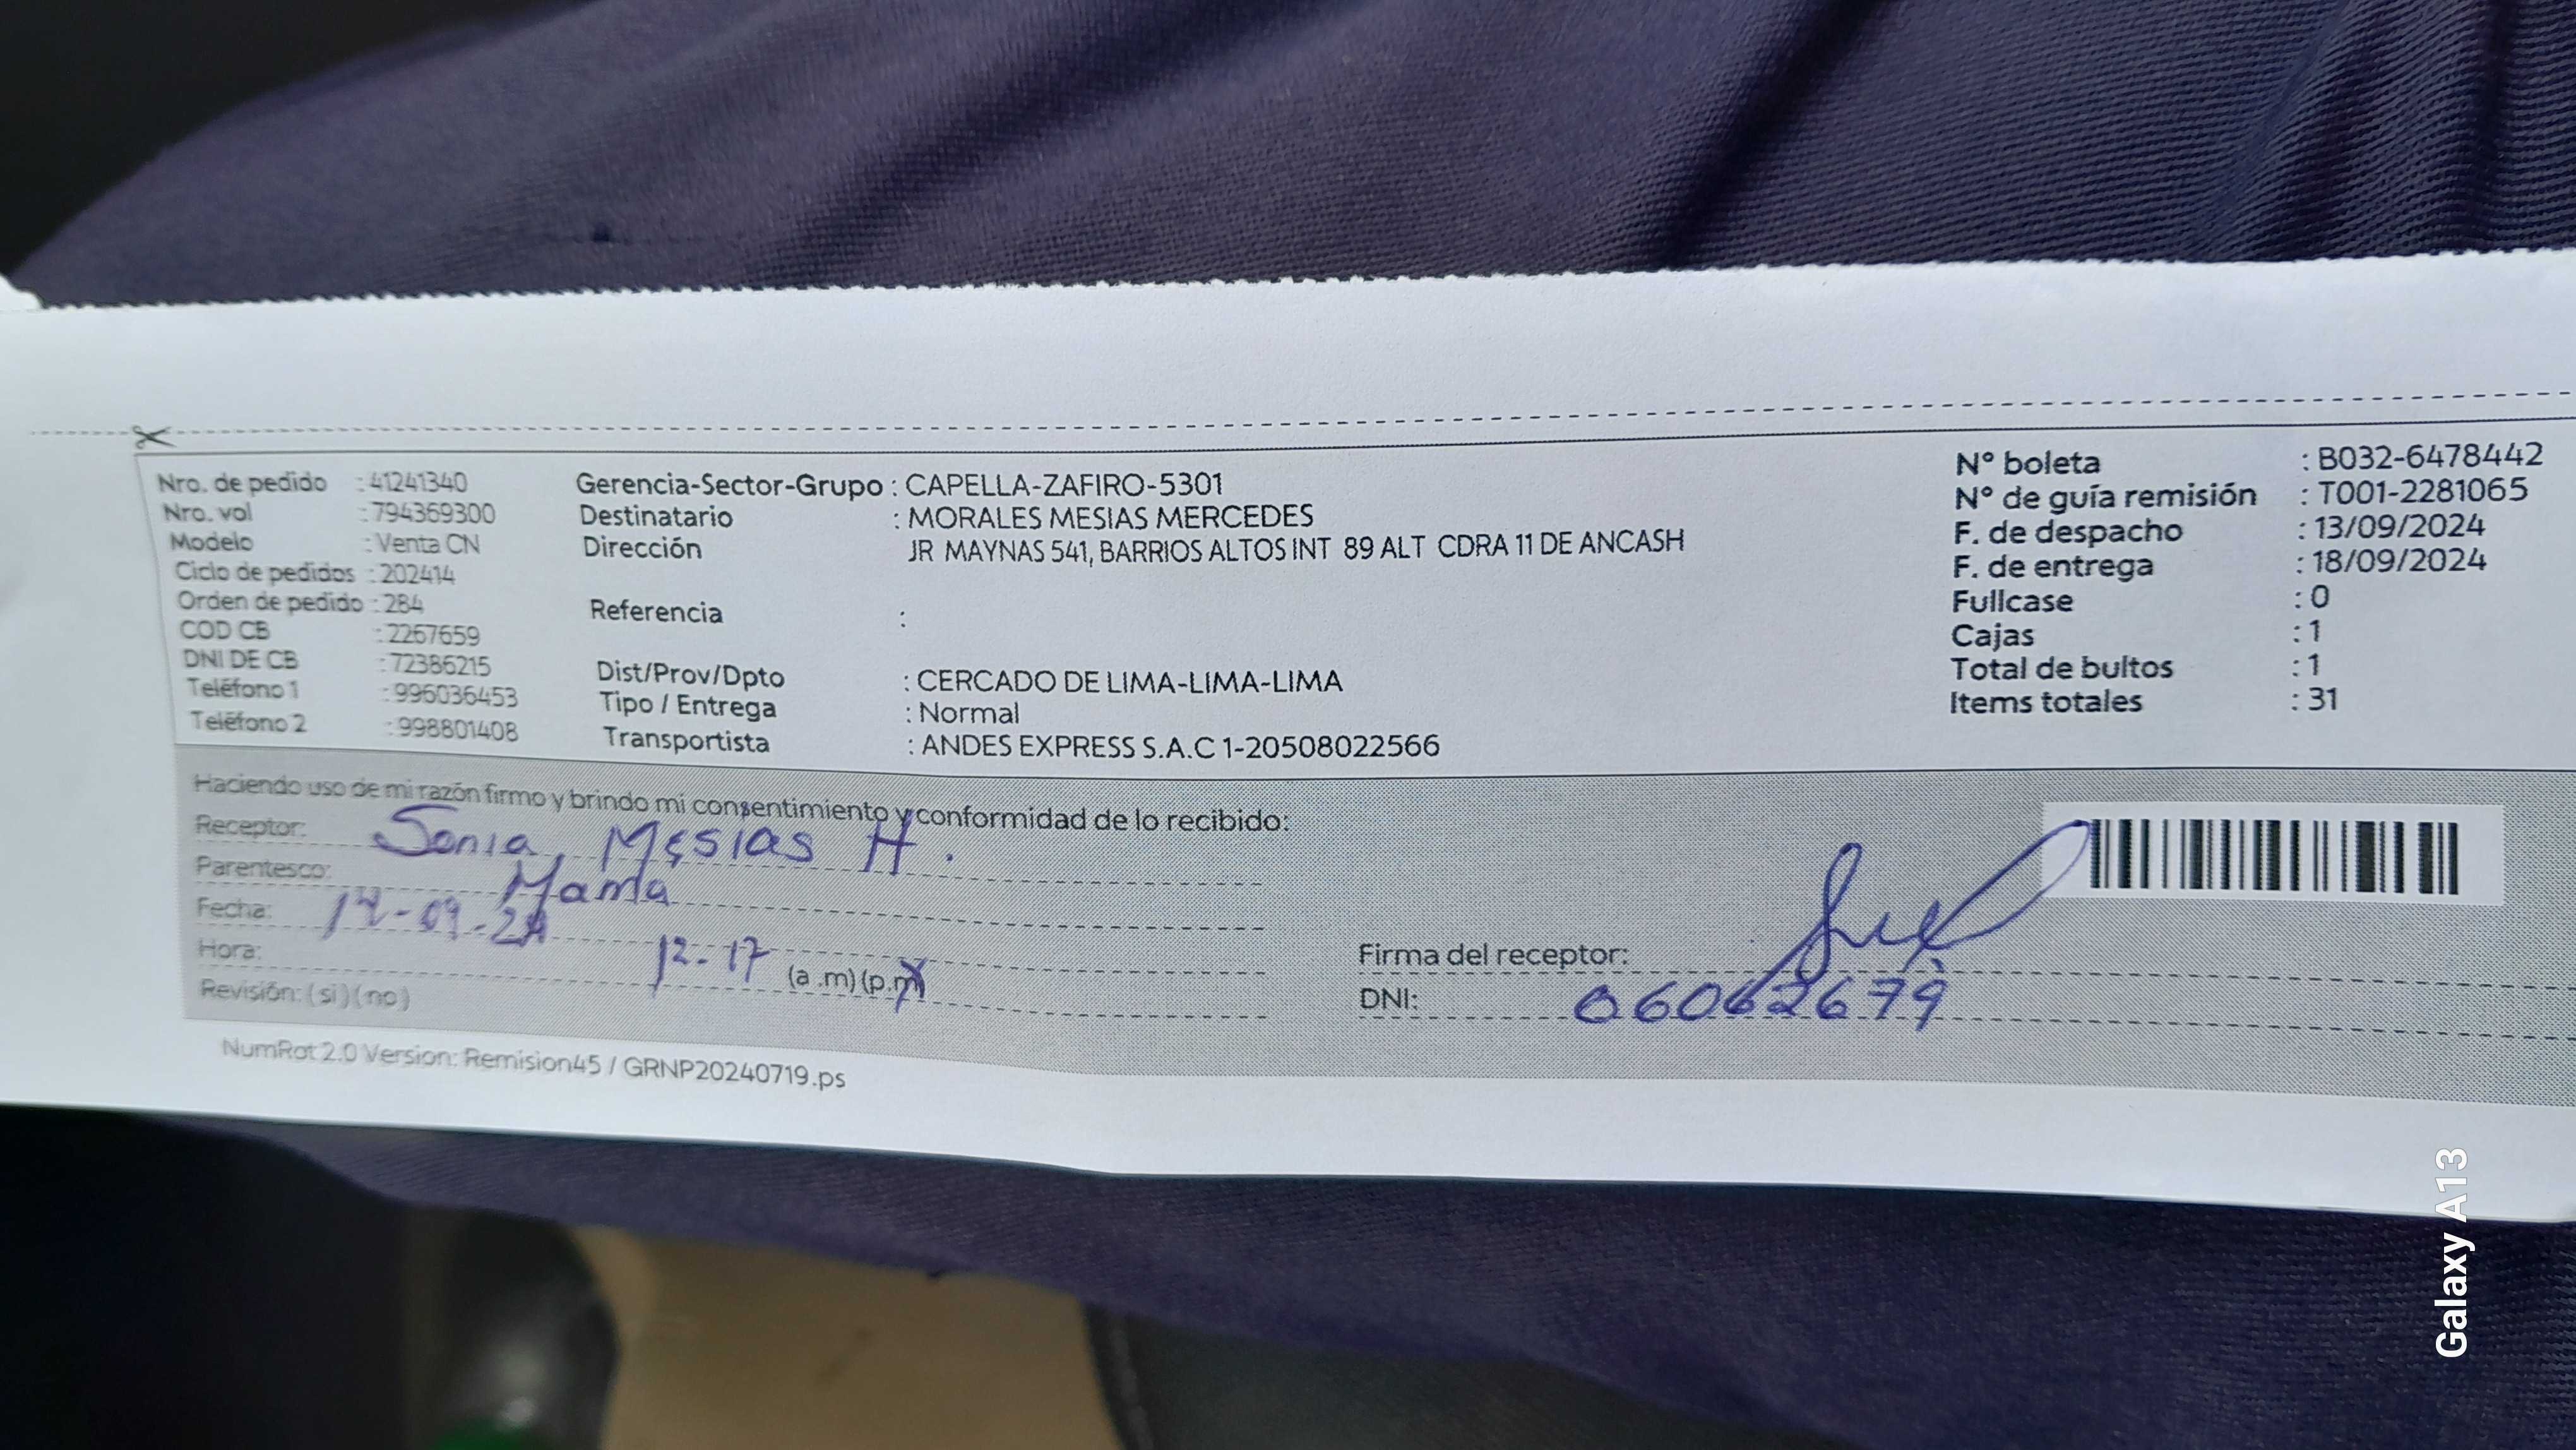 Nro. de pedido : 41241340
Nro. vol : 794369300
Modelo : Venta CN
Ciclo de pedidos : 202414
Orden de pedido : 284
COD CB : 2267659
DNI DE CB : 72386215
Teléfono 1 : 996036453
Teléfono 2 : 998801408
Gerencia-Sector-Grupo : CAPELLA-ZAFIRO-5301
Destinatario : MORALES MESIAS MERCEDES
Dirección JR MAYNAS 541, BARRIOS ALTOS INT 89 ALT CDRA 11 DE ANCASH
Referencia :
Dist/Prov/Dpto : CERCADO DE LIMA-LIMA-LIMA
Tipo / Entrega : Normal
Transportista : ANDES EXPRESS S.A.C 1-20508022566
N° boleta : B032-6478442
N° de guía remisión : T001-2281065
F. de despacho : 13/09/2024
F. de entrega : 18/09/2024
Fullcase : 0
Cajas : 1
Total de bultos : 1
Items totales : 31
Haciendo uso de mi razón firmo y brindo mi consentimiento y conformidad de lo recibido:
Receptor: Sonia, Mesias H.
Parentesco: Mama
Fecha:
Hora: 12-17 (a .m) (p.m)
Revisión: (si) (no)
Firma del receptor:
DNI: 06062679
NumRot 2.0 Version: Remision45 / GRNP20240719.ps
Galaxy A13